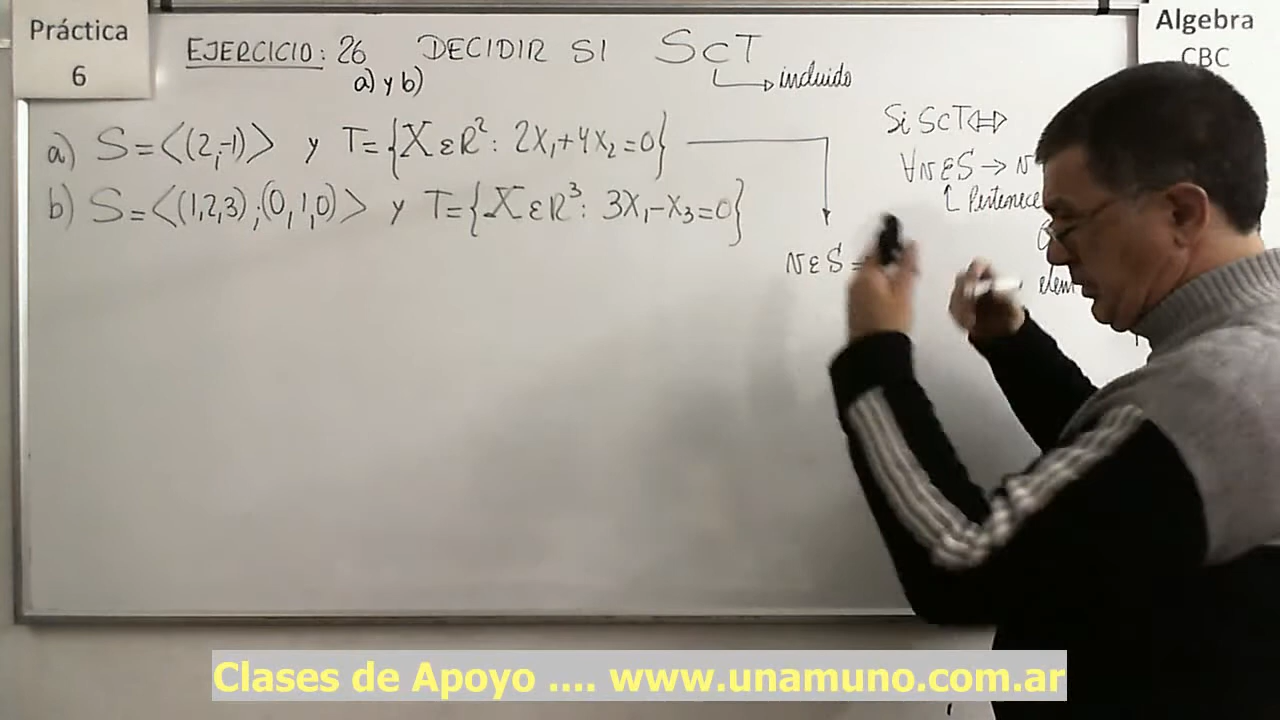 Práctica
6
Algebra
CBC
EJERCICIO: 26 DECIDIR SI S⊂T
a) y b)
incluido
a) S=<(2,-1)> y T={X∈R²: 2X₁+4X₂=0}
b) S=<(1,2,3);(0,1,0)> y T={X∈R³: 3X₁-X₃=0}
Si S⊂T⇔
∀v∈S→v
Pertenece
v∈S=
elem
Clases de Apoyo .... www.unamuno.com.ar